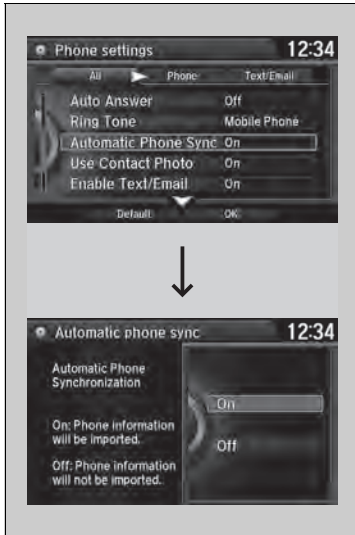 Phone settings 12:34
All Phone Text/Email
Auto Answer Off
Ring Tone Mobile Phone
Automatic Phone Sync On
Use Contact Photo On
Enable Text/Email On
Default OK
Automatic phone sync 12:34
Automatic Phone
Synchronization
On
On: Phone information
will be imported.
Off
Off: Phone information
will not be imported.